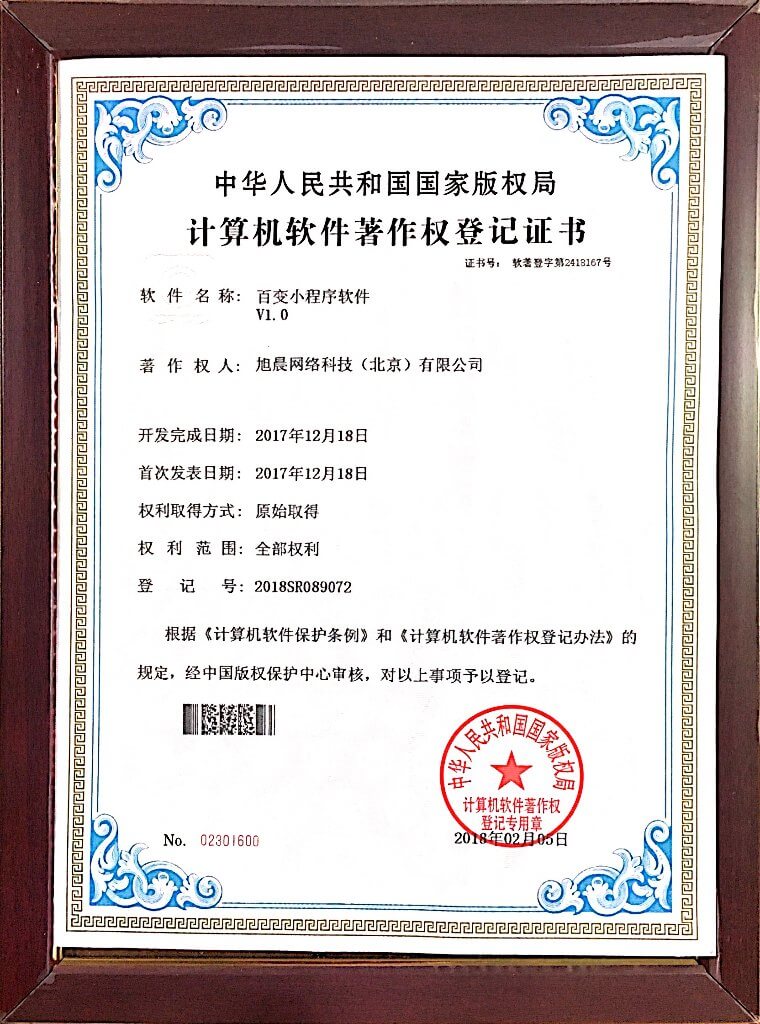 中华人民共和国国家版权局
计算机软件著作权登记证书
证书号： 软著登字第2418167号
软件名称： 百变小程序软件
V1.0
著作权人： 旭晨网络科技（北京）有限公司
开发完成日期： 2017年12月18日
首次发表日期： 2017年12月18日
权利取得方式： 原始取得
权利范围： 全部权利
登记号： 2018SR089072
根据《计算机软件保护条例》和《计算机软件著作权登记办法》的
规定，经中国版权保护中心审核，对以上事项予以登记。
中华人民共和国国家版权局
计算机软件著作权
登记专用章
No. 02301600
2018年02月05日